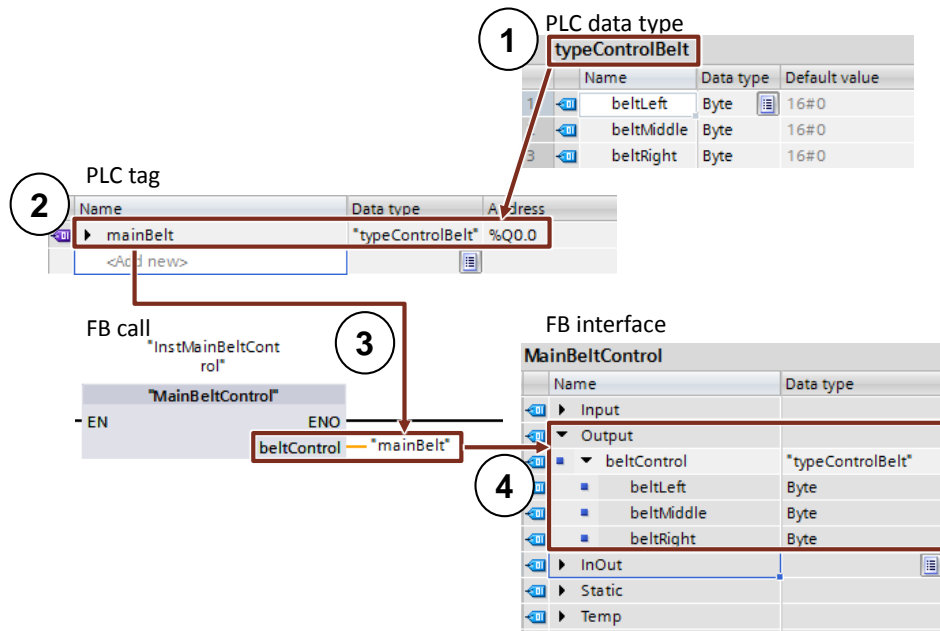 1
PLC data type
typeControlBelt
Name Data type Default value
1 beltLeft Byte 16#0
beltMiddle Byte 16#0
3 beltRight Byte 16#0
PLC tag
2
Name Data type Address
mainBelt "typeControlBelt" %Q0.0
<Add new>
FB call
"InstMainBeltCont
rol"
3
"MainBeltControl"
EN ENO
beltControl "mainBelt"
FB interface
MainBeltControl
Name Data type
Input
Output
beltControl "typeControlBelt"
4
beltLeft Byte
beltMiddle Byte
beltRight Byte
InOut
Static
Temp